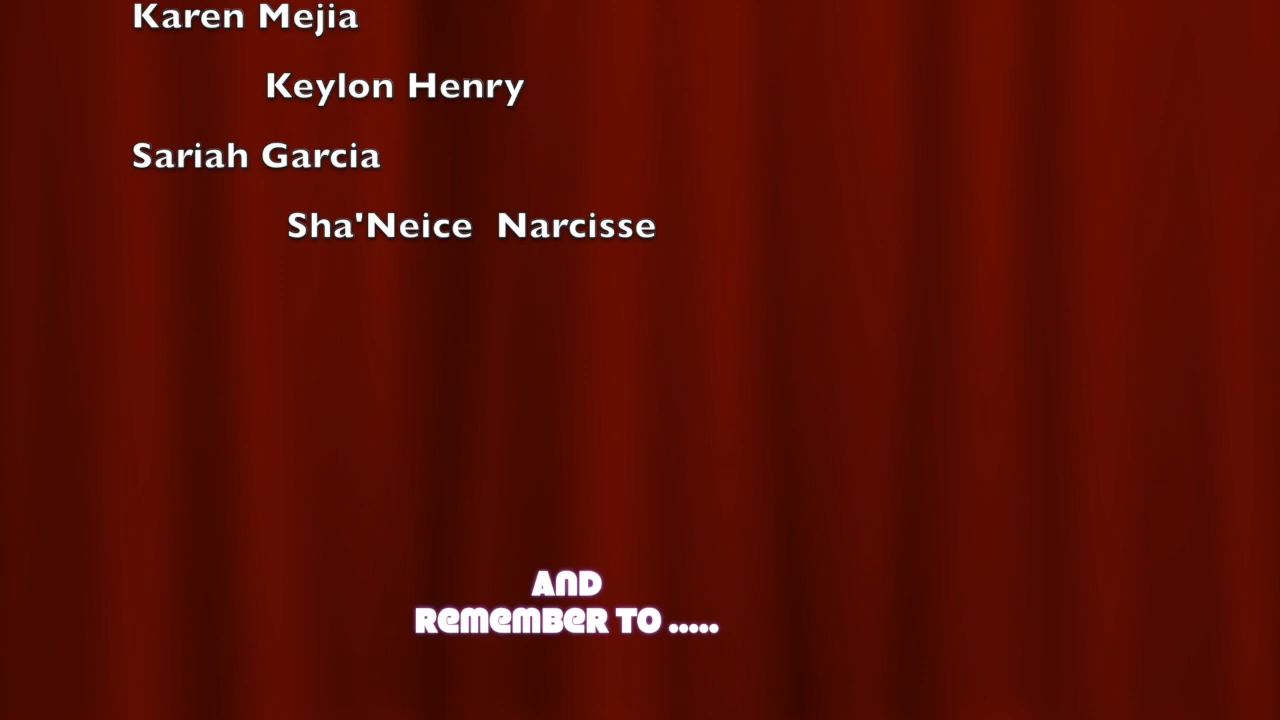 Karen Mejia
Keylon Henry
Sariah Garcia
Sha'Neice  Narcisse
AND
REMEMBER TO .....